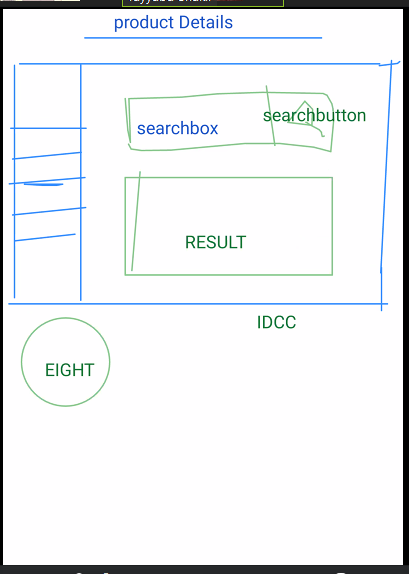 product Details
searchbutton
searchbox
RESULT
IDCC
EIGHT